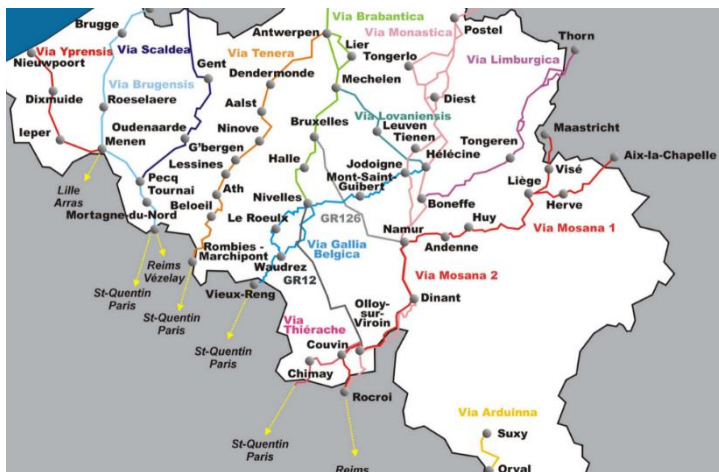 Brugge
Via Yprensis
Nieuwpoort
Dixmuide
Ieper
Via Scaldea
Via Brugensis
Roeselaere
Menen
Gent
Oudenaarde
G'bergen
Pecq
Tournai
Mortagne-du-Nord
Lille
Arras
Reims
Vézelay
St-Quentin
Paris
Via Tenera
Antwerpen
Dendermonde
Aalst
Ninove
Lessines
Ath
Beloeil
Rombies -
Marchipont
St-Quentin
Paris
Via Brabantica
Lier
Mechelen
Bruxelles
Halle
Nivelles
Via Monastica
Postel
Tongerlo
Diest
Via Lovaniensis
Leuven
Tienen
Hélécine
Jodoigne
Mont-Saint
Guibert
Boneffe
Via Limburgica
Thorn
Tongeren
Maastricht
Visé
Aix-la-Chapelle
Liège
Herve
Huy
Andenne
Namur
Via Mosana 1
Le Roeulx
GR126
Via Gallia
Belgica
Waudrez
GR12
Vieux-Reng
St-Quentin
Paris
Via Mosana 2
Dinant
Olloy-
sur-
Viroin
Via
Thiérache
Couvin
Chimay
Rocroi
St-Quentin
Paris
Reims
Via Arduinna
Suxy
Orval